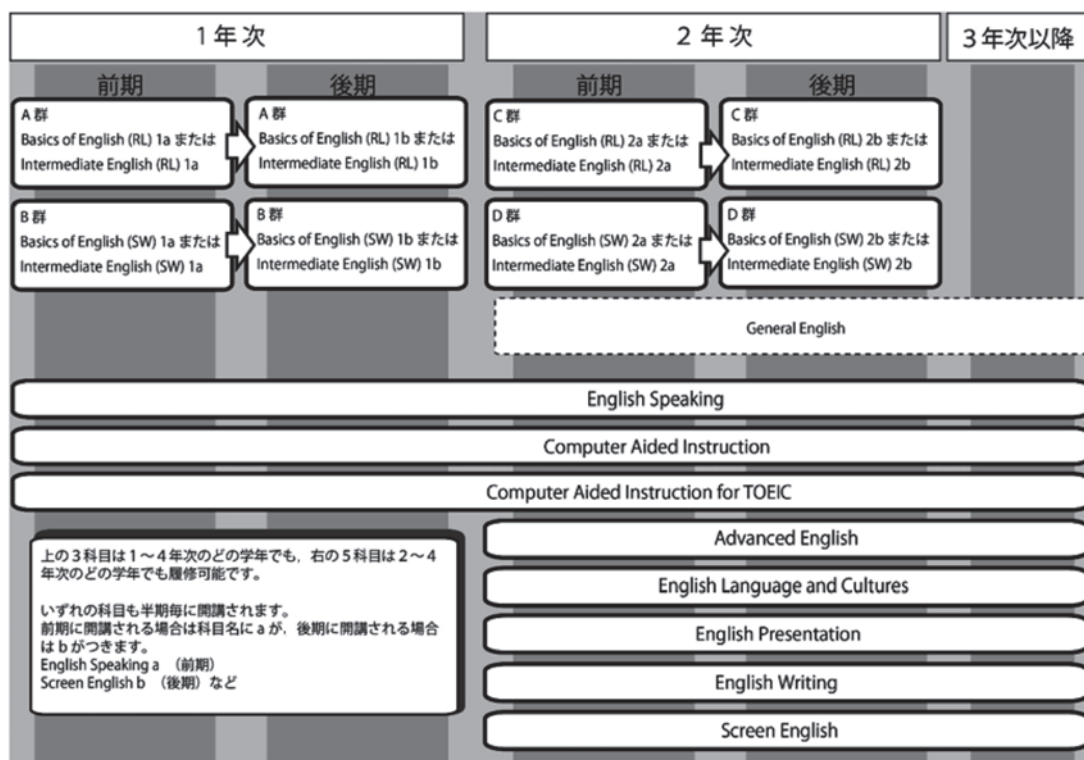 1年次
2年次
3年次以降
前期
後期
前期
後期
A群
Basics of English (RL) 1a または
Intermediate English (RL) 1a
A群
Basics of English (RL) 1b または
Intermediate English (RL) 1b
C群
Basics of English (RL) 2a または
Intermediate English (RL) 2a
C群
Basics of English (RL) 2b または
Intermediate English (RL) 2b
B群
Basics of English (SW) 1a または
Intermediate English (SW) 1a
B群
Basics of English (SW) 1b または
Intermediate English (SW) 1b
D群
Basics of English (SW) 2a または
Intermediate English (SW) 2a
D群
Basics of English (SW) 2b または
Intermediate English (SW) 2b
General English
English Speaking
Computer Aided Instruction
Computer Aided Instruction for TOEIC
上の3科目は1〜4年次のどの学年でも，右の5科目は2〜4
年次のどの学年でも履修可能です。
いずれの科目も半期毎に開講されます。
前期に開講される場合は科目名にaが，後期に開講される場合
はbがつきます。
English Speaking a （前期）
Screen English b （後期）など
Advanced English
English Language and Cultures
English Presentation
English Writing
Screen English